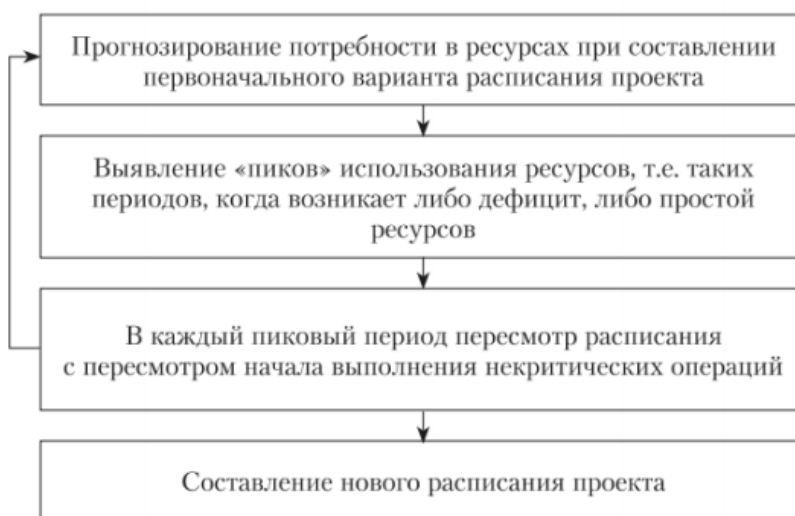 Прогнозирование потребности в ресурсах при составлении
первоначального варианта расписания проекта
Выявление «пиков» использования ресурсов, т.е. таких
периодов, когда возникает либо дефицит, либо простой
ресурсов
В каждый пиковый период пересмотр расписания
с пересмотром начала выполнения некритических операций
Составление нового расписания проекта